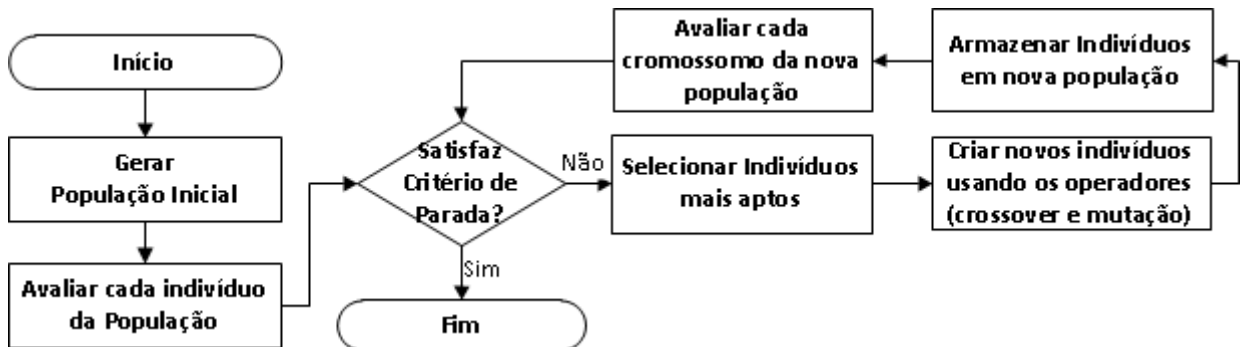 Início
Gerar
População Inicial
Avaliar cada indivíduo
da População
Satisfaz
Critério de
Parada?
Sim
Fim
Não
Selecionar Indivíduos
mais aptos
Criar novos indivíduos
usando os operadores
(crossover e mutação)
Armazenar Indivíduos
em nova população
Avaliar cada
cromossomo da nova
população